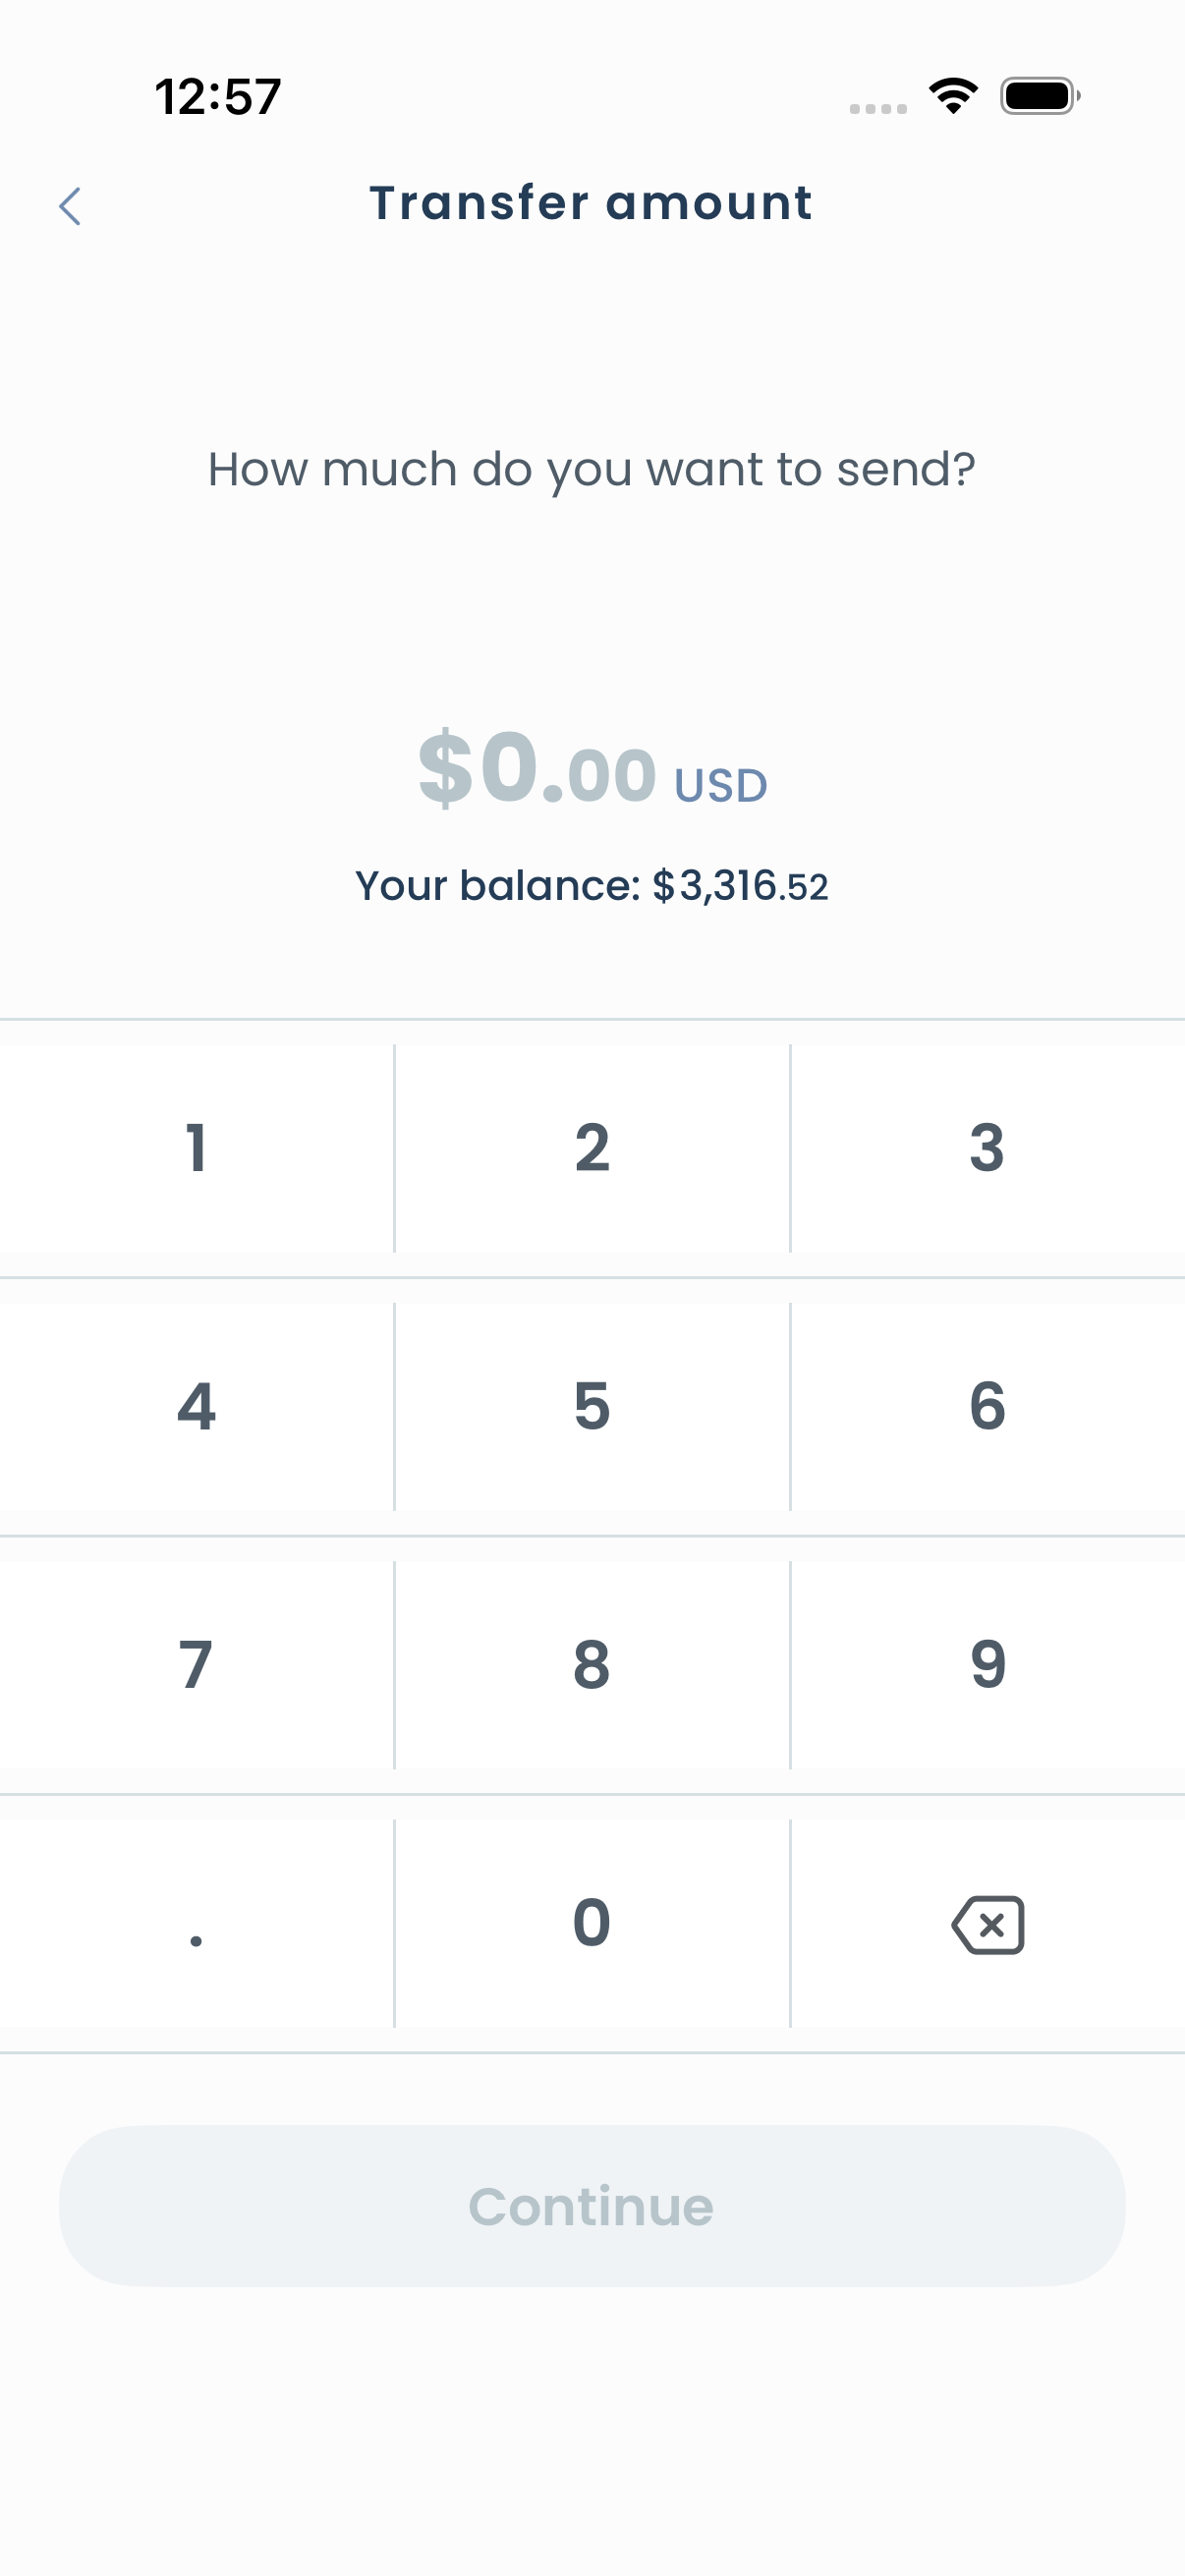 12:57
Transfer amount
How much do you want to send?
$0.00 USD
Your balance: $3,316.52
1 2 3
4 5 6
7 8 9
. 0
Continue